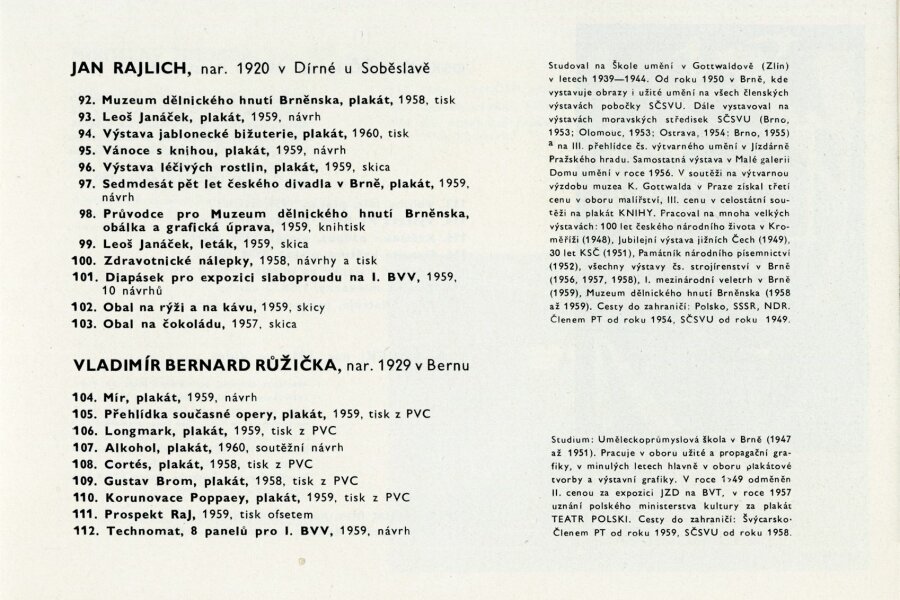 JAN RAJLICH, nar. 1920 v Dírné u Soběslavě
92. Muzeum dělnického hnutí Brněnska, plakát, 1958, tisk
93. Leoš Janáček, plakát, 1959, návrh
94. Výstava jablonecké bižuterie, plakát, 1960, tisk
95. Vánoce s knihou, plakát, 1959, návrh
96. Výstava léčivých rostlin, plakát, 1959, skica
97. Sedmdesát pět let českého divadla v Brně, plakát, 1959,
návrh
98. Průvodce pro Muzeum dělnického hnutí Brněnska,
obálka a grafická úprava, 1959, knihtisk
99. Leoš Janáček, leták, 1959, skica
100. Zdravotnické nálepky, 1958, návrhy a tisk
101. Diapásek pro expozici slaboproudu na I. BVV, 1959,
10 návrhů
102. Obal na rýži a na kávu, 1959, skicy
103. Obal na čokoládu, 1957, skica
Studoval na Škole umění v Gottwaldově (Zlín)
v letech 1939—1944. Od roku 1950 v Brně, kde
vystavuje obrazy i užité umění na všech členských
výstavách pobočky SČSVU. Dále vystavoval na
výstavách moravských středisek SČSVU (Brno,
1953; Olomouc, 1953; Ostrava, 1954; Brno, 1955)
a na III. přehlídce čs. výtvarného umění v Jízdárně
Pražského hradu. Samostatná výstava v Malé galerii
Domu umění v roce 1956. V soutěži na výtvarnou
výzdobu muzea K. Gottwalda v Praze získal třetí
cenu v oboru malířství, III. cenu v celostátní sou-
těži na plakát KNIHY. Pracoval na mnoha velkých
výstavách: 100 let českého národního života v Kro-
měříži (1948), Jubilejní výstava jižních Čech (1949),
30 let KSČ (1951), Památník národního písemnictví
(1952), všechny výstavy čs. strojírenství v Brně
(1956, 1957, 1958), I. mezinárodní veletrh v Brně
(1959), Muzeum dělnického hnutí Brněnska (1958
až 1959). Cesty do zahraničí: Polsko, SSSR, NDR.
Členem PT od roku 1954, SČSVU od roku 1949.
VLADIMÍR BERNARD RŮŽIČKA, nar. 1929 v Bernu
104. Mír, plakát, 1959, návrh
105. Přehlídka současné opery, plakát, 1959, tisk z PVC
106. Longmark, plakát, 1959, tisk z PVC
107. Alkohol, plakát, 1960, soutěžní návrh
108. Cortés, plakát, 1958, tisk z PVC
109. Gustav Brom, plakát, 1958, tisk z PVC
110. Korunovace Poppaey, plakát, 1959, tisk z PVC
111. Prospekt Raj, 1959, tisk ofsetem
112. Technomat, 8 panelů pro I. BVV, 1959, návrh
Studium: Uměleckoprůmyslová škola v Brně (1947
až 1951). Pracuje v oboru užité a propagační gra-
fiky, v minulých letech hlavně v oboru plakátové
tvorby a výstavní grafiky. V roce 1949 odměněn
II. cenou za expozici JZD na BVT, v roce 1957
uznání polského ministerstva kultury za plakát
TEATR POLSKI. Cesty do zahraničí: Švýcarsko.
Členem PT od roku 1959, SČSVU od roku 1958.